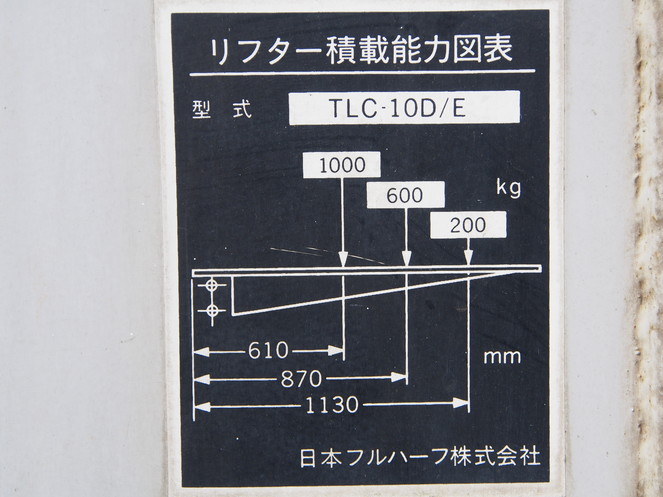 リフター積載能力図表
型式 TLC-10D/E
1000
600
kg
200
610
mm
870
1130
日本フルハーフ株式会社